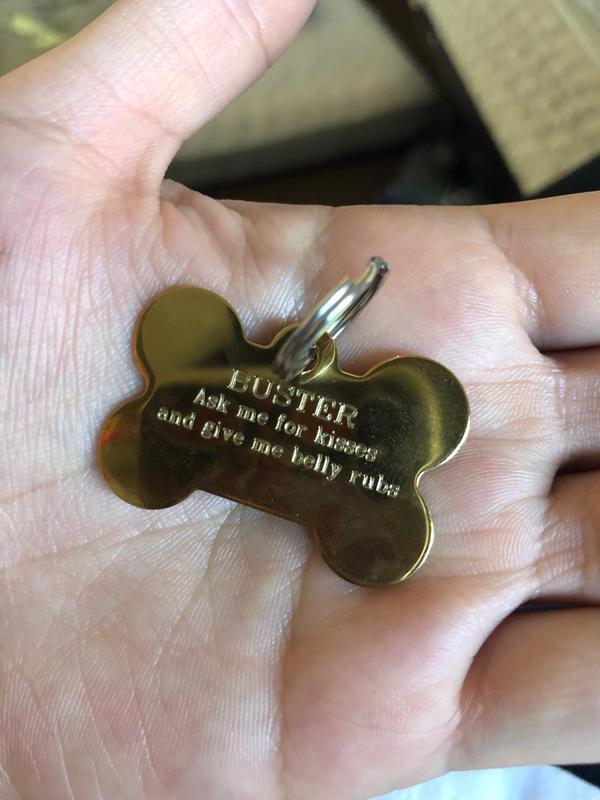 BUSTER
Ask me for kisses
and give me belly rubs